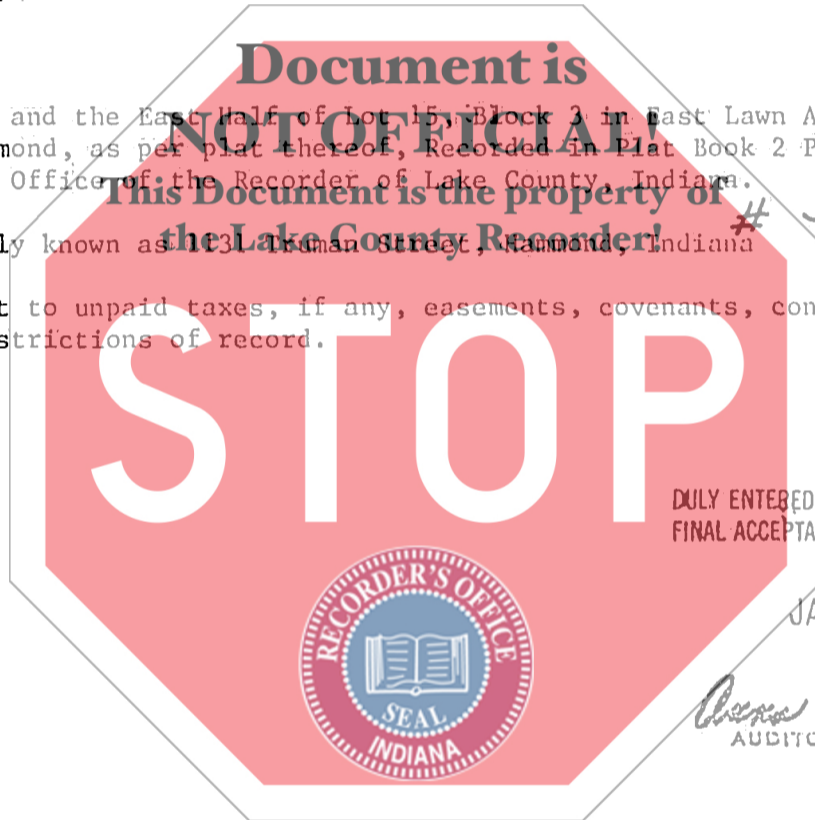 Document is
and the East Half of Lot 15, Block 3 in East Lawn A
NOT OFFICIAL!
mond, as per plat thereof, Recorded in Plat Book 2 P
Office of the Recorder of Lake County, Indiana.
This Document is the property of
#
ly known as 1131 Truman Street, Hammond, Indiana
the Lake County Recorder!
t to unpaid taxes, if any, easements, covenants, con
strictions of record.
STOP
DULY ENTERED
FINAL ACCEPTA
JA
RECORDER'S OFFICE
SEAL
INDIANA
AUDITO